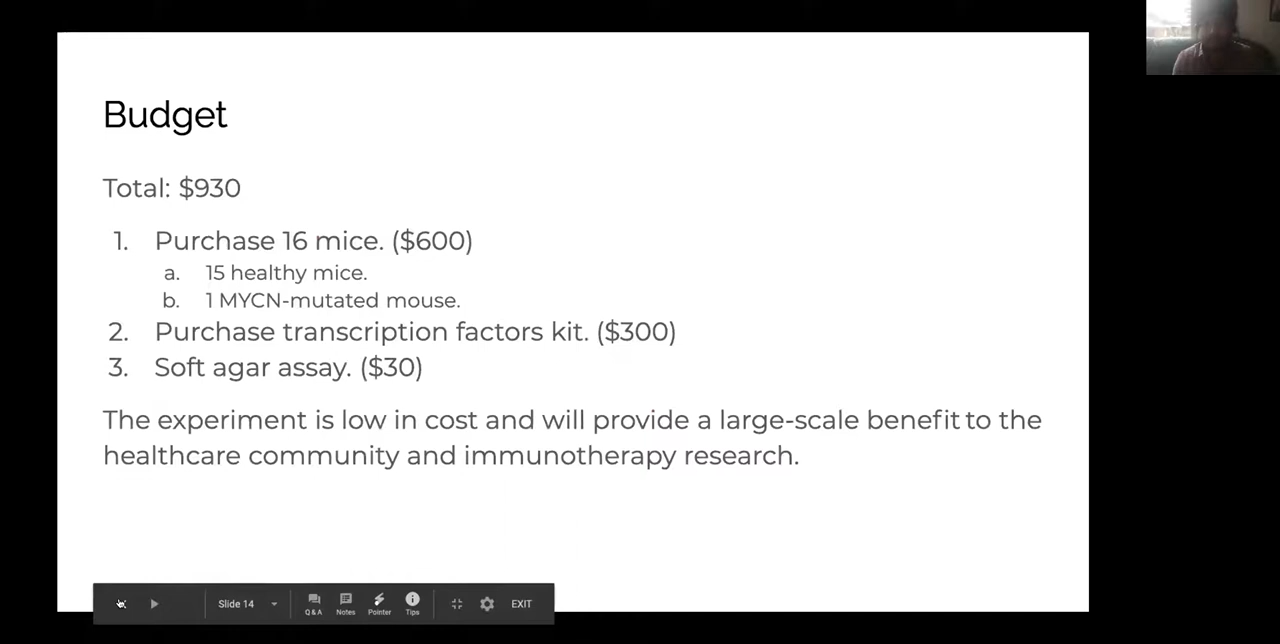 Budget
Total: $930
1. Purchase 16 mice. ($600)
a. 15 healthy mice.
b. 1 MYCN-mutated mouse.
2. Purchase transcription factors kit. ($300)
3. Soft agar assay. ($30)
The experiment is low in cost and will provide a large-scale benefit to the
healthcare community and immunotherapy research.
Slide 14
Q&A
Notes
Pointer
Tips
EXIT